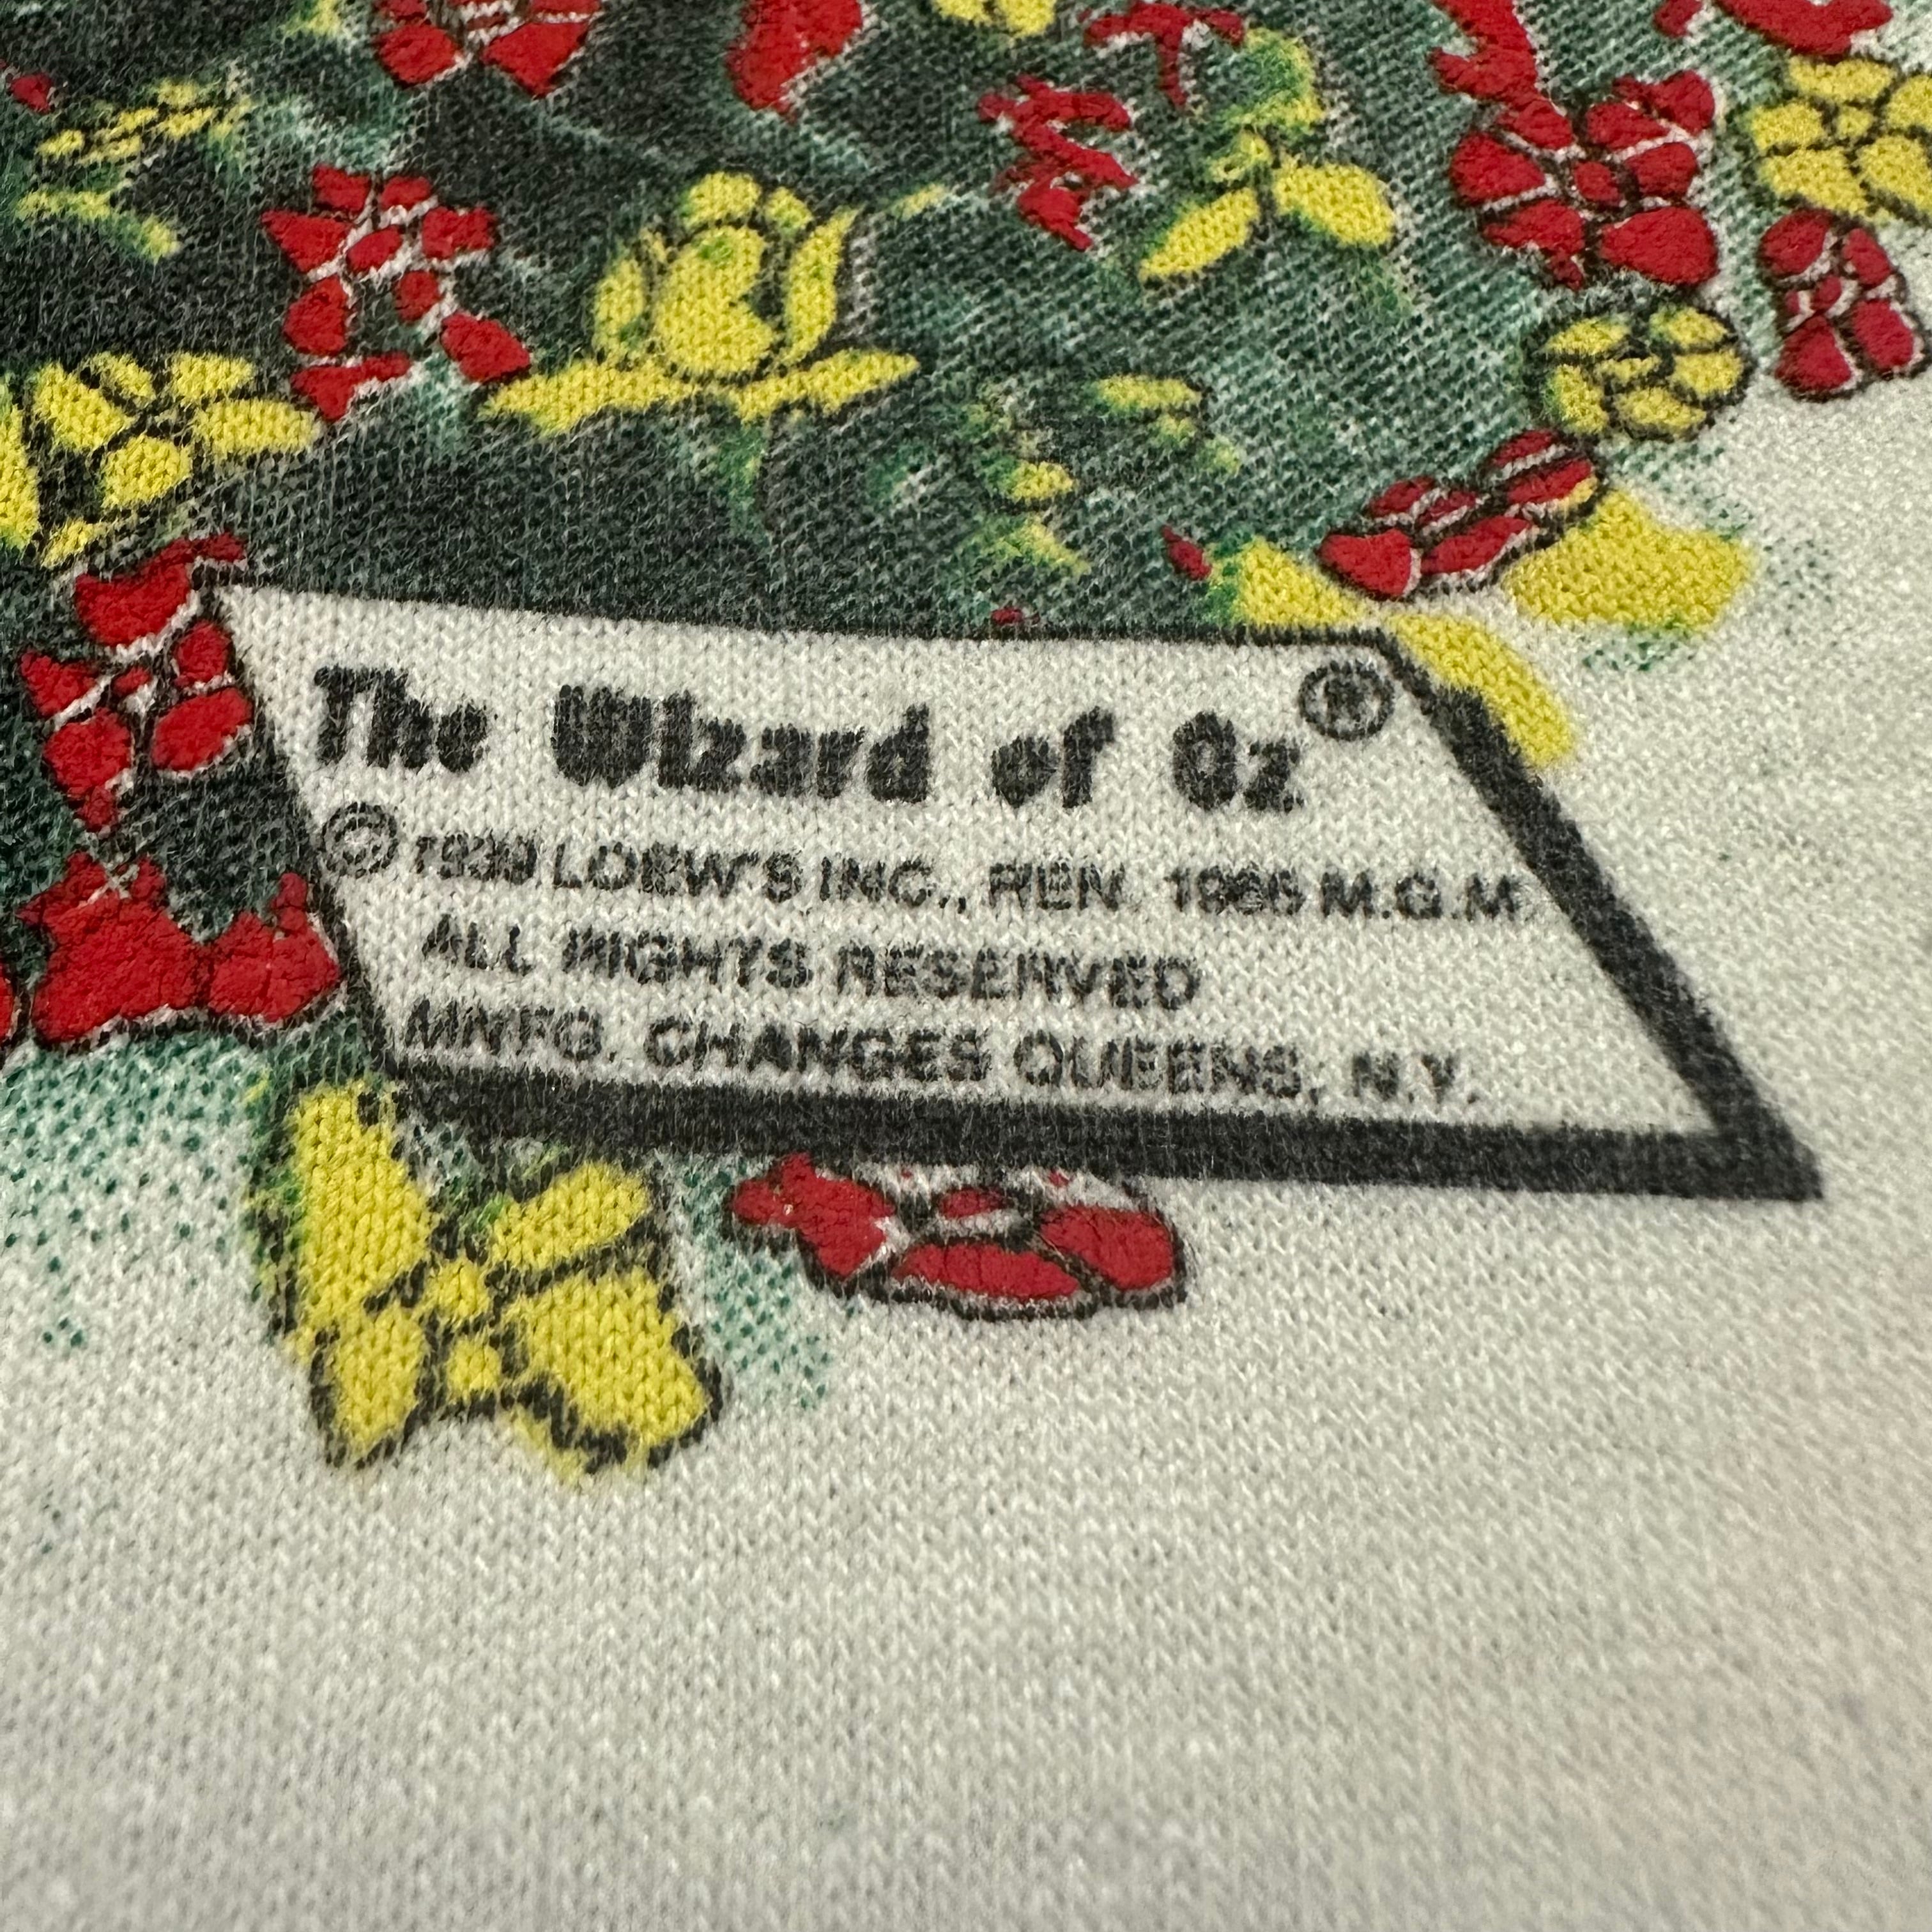 The Wizard of Oz®
© 1939 LOEW'S INC., REN. 1966 M.G.M.
ALL RIGHTS RESERVED
MNFG. CHANGES QUEENS, N.Y.